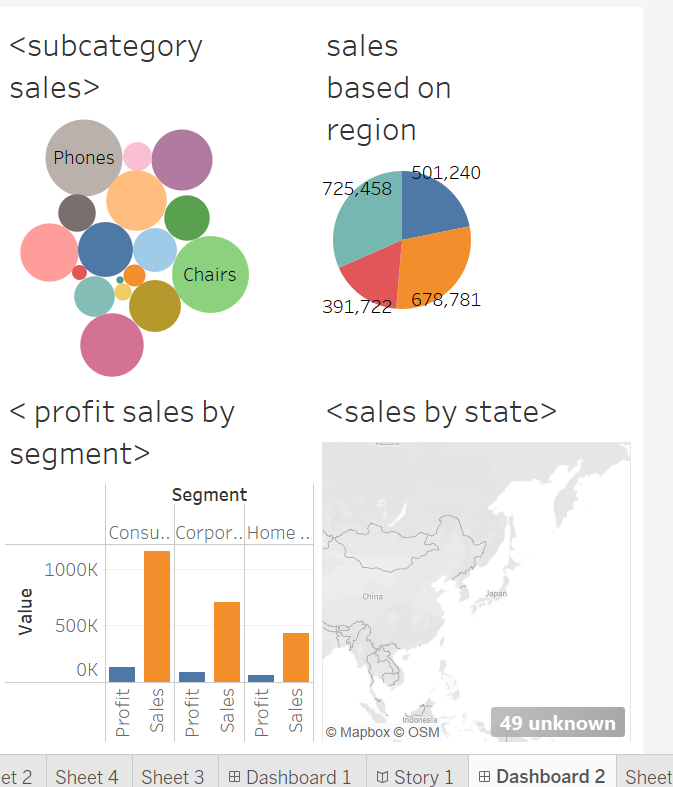 <subcategory
sales>
Phones
Chairs
sales
based on
region
501,240
725,458
391,722
678,781
< profit sales by
segment>
Segment
Consu..
Corpor..
Home ..
Value
1000K
500K
0K
Profit
Sales
Profit
Sales
Profit
Sales
<sales by state>
China
Japan
Indonesia
49 unknown
© Mapbox © OSM
et 2
Sheet 4
Sheet 3
Dashboard 1
Story 1
Dashboard 2
Sheet